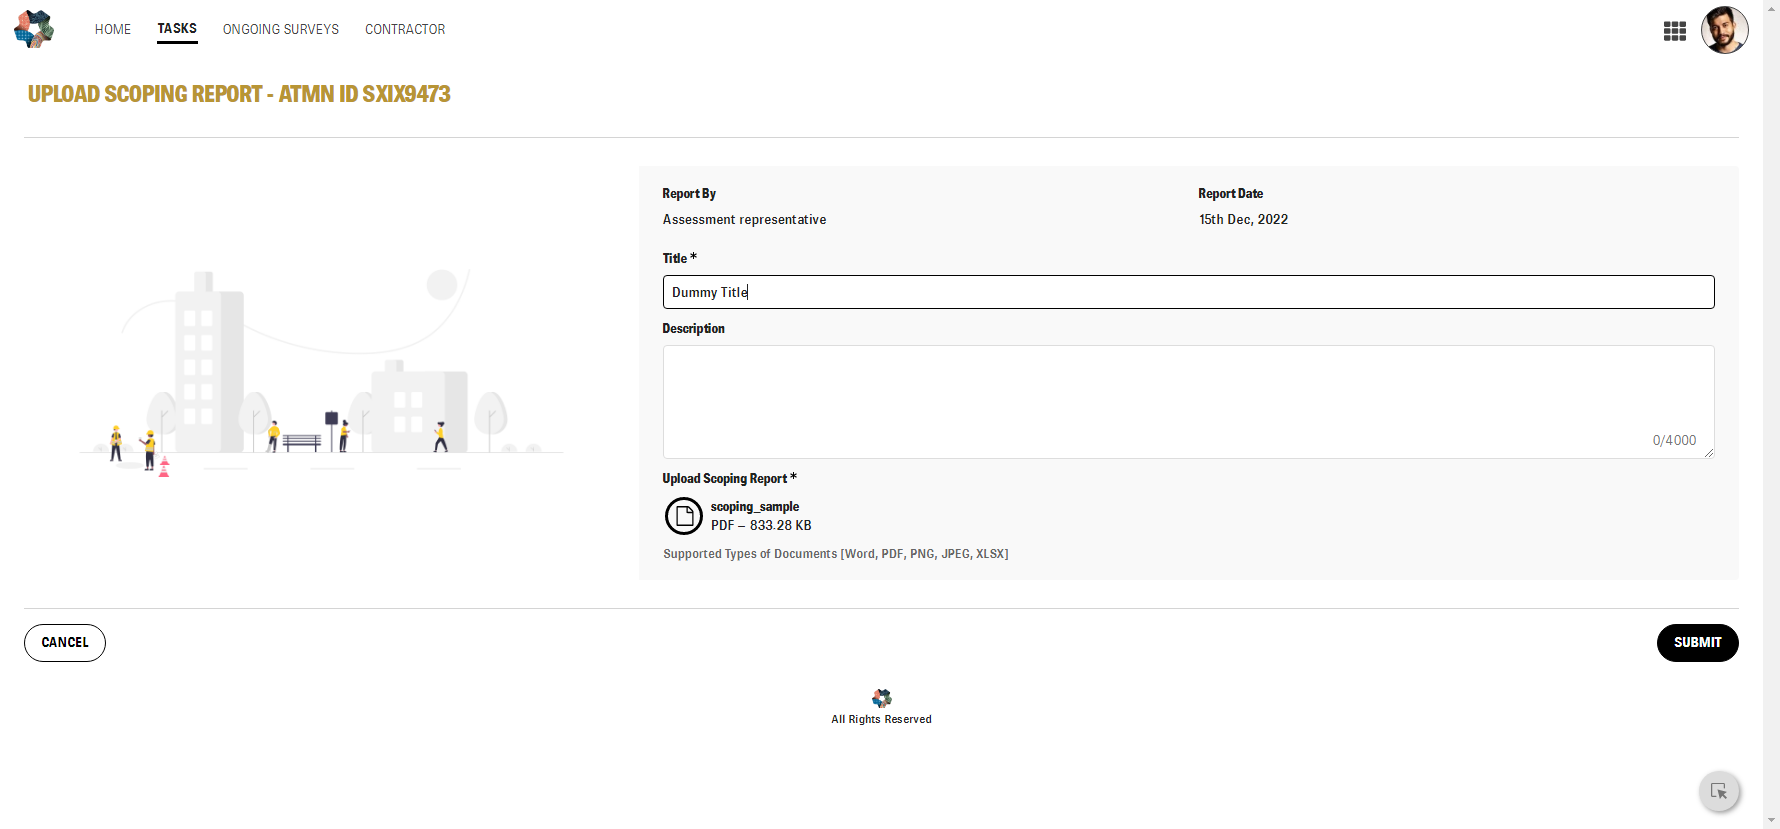 HOME TASKS ONGOING SURVEYS CONTRACTOR
UPLOAD SCOPING REPORT - ATMN ID SXIX9473
Report By Report Date
Assessment representative 15th Dec, 2022
Title *
Dummy Title
Description
0/4000
Upload Scoping Report *
scoping_sample
PDF – 833.28 KB
Supported Types of Documents [Word, PDF, PNG, JPEG, XLSX]
CANCEL SUBMIT
All Rights Reserved